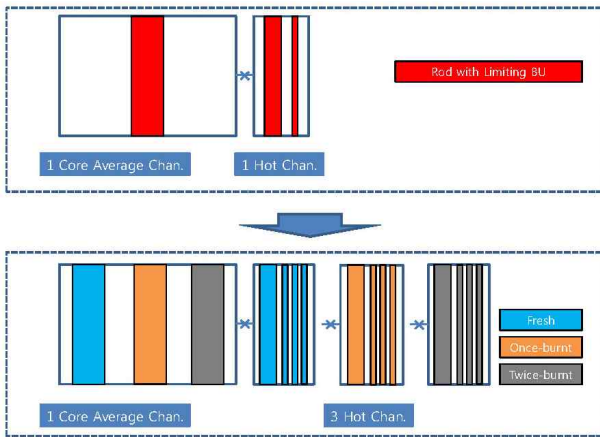 Rod with Limiting BU
1 Core Average Chan.
1 Hot Chan.
Fresh
Once-burnt
Twice-burnt
1 Core Average Chan.
3 Hot Chan.